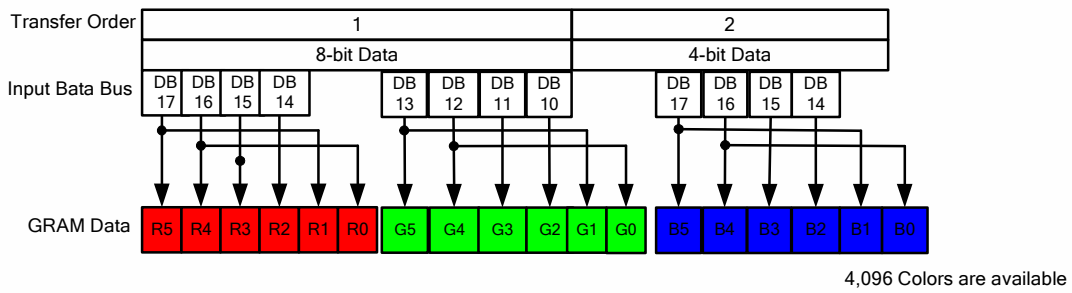 Transfer Order 1 2
8-bit Data 4-bit Data
Input Bata Bus DB 17 DB 16 DB 15 DB 14 DB 13 DB 12 DB 11 DB 10 DB 17 DB 16 DB 15 DB 14
GRAM Data R5 R4 R3 R2 R1 R0 G5 G4 G3 G2 G1 G0 B5 B4 B3 B2 B1 B0
4,096 Colors are available